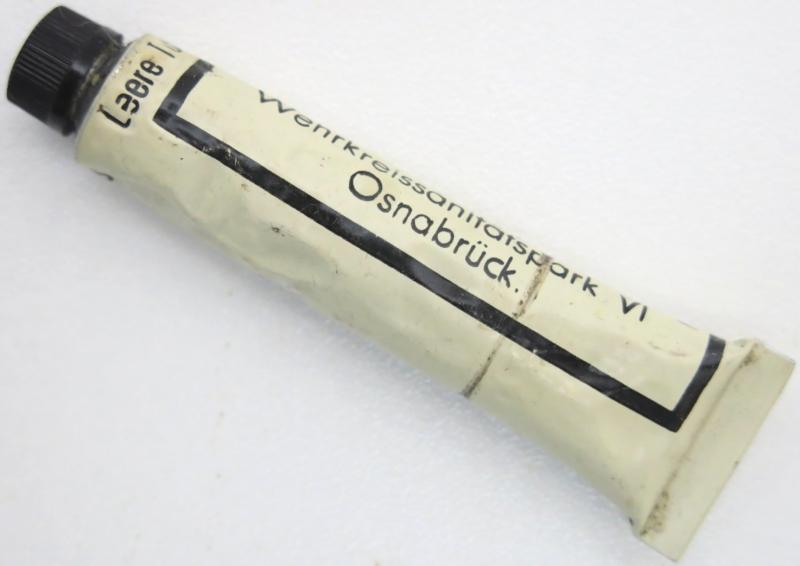 Leere
Wehrkreissanitätspark VI
Osnabrück.